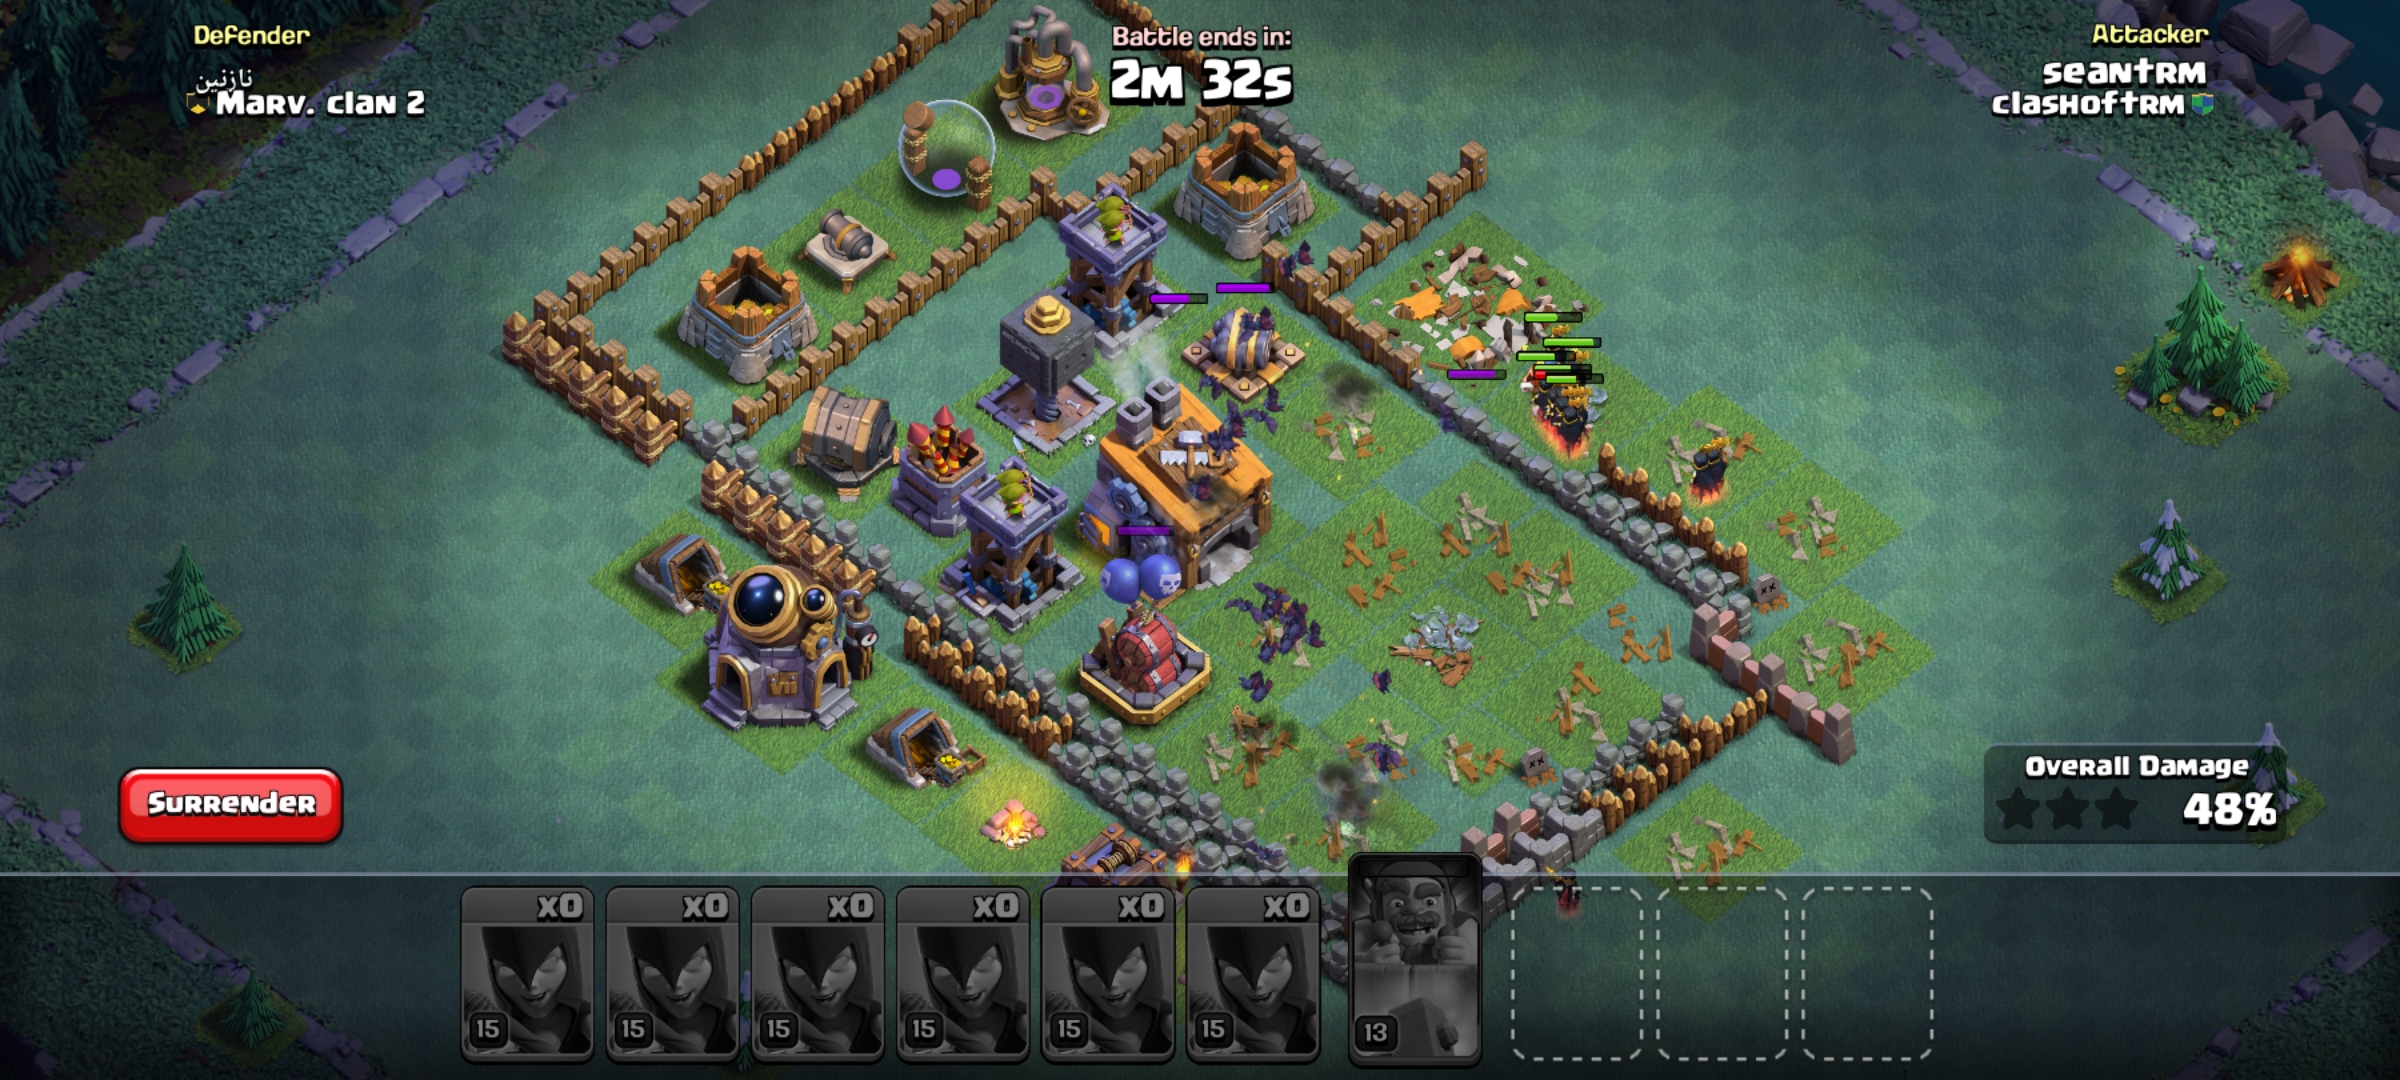 Defender
نازنین
Marv. clan 2
Battle ends in:
2M 32s
Attacker
seantRM
clashoftRM
VII
Surrender
Overall Damage
48%
x0
x0
x0
x0
x0
x0
15
15
15
15
15
15
13